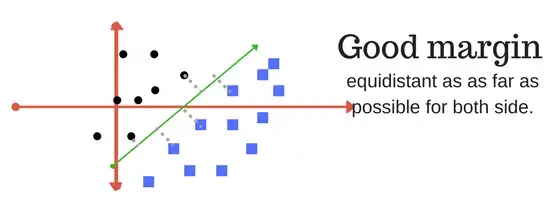 Good margin
equidistant as as far as
possible for both side.